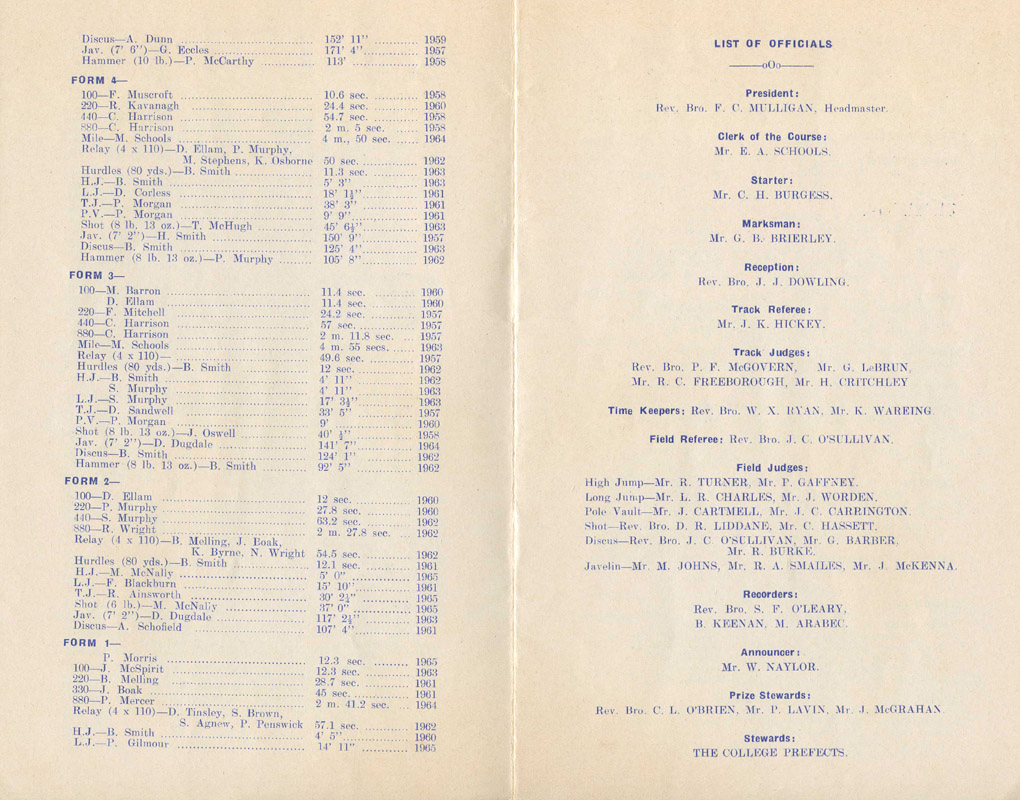 Discus—A. Dunn ........ 152' 11" ........ 1959
Jav. (7' 6")—G. Eccles ........ 171' 4" ........ 1957
Hammer (10 lb.)—P. McCarthy ........ 113' ........ 1958
FORM 4—
100—F. Muscroft ........ 10.6 sec. ........ 1958
220—R. Kavanagh ........ 24.4 sec. ........ 1960
440—C. Harrison ........ 54.7 sec. ........ 1958
880—C. Harrison ........ 2 m. 5 sec. ........ 1958
Mile—M. Schools ........ 4 m., 50 sec. ...... 1964
Relay (4 x 110)—D. Ellam, P. Murphy,
M. Stephens, K. Osborne 50 sec. ........ 1962
Hurdles (80 yds.)—B. Smith ........ 11.3 sec. ........ 1963
H.J.—B. Smith ........ 5' 3" ........ 1963
L.J.—D. Corless ........ 18' 1½" ........ 1961
T.J.—P. Morgan ........ 38' 3" ........ 1961
P.V.—P. Morgan ........ 9' 9" ........ 1961
Shot (8 lb. 13 oz.)—T. McHugh ........ 45' 6½" ........ 1963
Jav. (7' 2")—H. Smith ........ 150' 9" ........ 1957
Discus—B. Smith ........ 125' 4" ........ 1963
Hammer (8 lb. 13 oz.)—P. Murphy ........ 105' 8" ........ 1962
FORM 3—
100—M. Barron ........ 11.4 sec. ........ 1960
D. Ellam ........ 11.4 sec. ........ 1960
220—F. Mitchell ........ 24.2 sec. ........ 1957
440—C. Harrison ........ 57 sec. ........ 1957
880—C. Harrison ........ 2 m. 11.8 sec. ... 1957
Mile—M. Schools ........ 4 m. 55 secs. ...... 1963
Relay (4 x 110)— ........ 49.6 sec. ........ 1957
Hurdles (80 yds.)—B. Smith ........ 12 sec. ........ 1962
H.J.—B. Smith ........ 4' 11" ........ 1962
S. Murphy ........ 4' 11" ........ 1963
L.J.—S. Murphy ........ 17' 3½" ........ 1963
T.J.—D. Sandwell ........ 33' 5" ........ 1957
P.V.—P. Morgan ........ 9' ........ 1960
Shot (8 lb. 13 oz.)—J. Oswell ........ 40' ½" ........ 1958
Jav. (7' 2")—D. Dugdale ........ 141' 7" ........ 1964
Discus—B. Smith ........ 124' 1" ........ 1962
Hammer (8 lb. 13 oz.)—B. Smith ........ 92' 5" ........ 1962
FORM 2—
100—D. Ellam ........ 12 sec. ........ 1960
220—P. Murphy ........ 27.8 sec. ........ 1960
440—S. Murphy ........ 63.2 sec. ........ 1962
880—R. Wright ........ 2 m. 27.8 sec. ... 1962
Relay (4 x 110)—B. Melling, J. Boak,
K. Byrne, N. Wright 54.5 sec. ........ 1962
Hurdles (80 yds.)—B. Smith ........ 12.1 sec. ........ 1961
H.J.—M. McNally ........ 5' 0" ........ 1965
L.J.—F. Blackburn ........ 15' 10" ........ 1961
T.J.—R. Ainsworth ........ 30' 2½" ........ 1965
Shot (6 lb.)—M. McNally ........ 37' 0" ........ 1965
Jav. (7' 2")—D. Dugdale ........ 117' 2½" ........ 1963
Discus—A. Schofield ........ 107' 4" ........ 1961
FORM 1—
P. Morris ........ 12.3 sec. ........ 1965
100—J. McSpirit ........ 12.3 sec. ........ 1963
220—B. Melling ........ 28.7 sec. ........ 1961
330—J. Boak ........ 45 sec. ........ 1961
880—P. Mercer ........ 2 m. 41.2 sec. ... 1964
Relay (4 x 110)—D. Tinsley, S. Brown,
S. Agnew, P. Penswick 57.1 sec. ........ 1962
H.J.—B. Smith ........ 4' 5" ........ 1960
L.J.—P. Gilmour ........ 14' 11" ........ 1965
LIST OF OFFICIALS
———oOo———
President:
Rev. Bro. F. C. MULLIGAN, Headmaster.
Clerk of the Course:
Mr. E. A. SCHOOLS.
Starter:
Mr. C. H. BURGESS.
Marksman:
Mr. G. B. BRIERLEY.
Reception:
Rev. Bro. J. J. DOWLING.
Track Referee:
Mr. J. K. HICKEY.
Track Judges:
Rev. Bro. P. F. McGOVERN, Mr. G. LeBRUN,
Mr. R. C. FREEBOROUGH, Mr. H. CRITCHLEY
Time Keepers: Rev. Bro. W. X. RYAN, Mr. K. WAREING.
Field Referee: Rev. Bro. J. C. O'SULLIVAN.
Field Judges:
High Jump—Mr. R. TURNER, Mr. P. GAFFNEY.
Long Jump—Mr. L. R. CHARLES, Mr. J. WORDEN,
Pole Vault—Mr. J. CARTMELL, Mr. J. C. CARRINGTON.
Shot—Rev. Bro. D. R. LIDDANE, Mr. C. HASSETT.
Discus—Rev. Bro. J. C. O'SULLIVAN, Mr. G. BARBER,
Mr. R. BURKE.
Javelin—Mr. M. JOHNS, Mr. R. A. SMAILES, Mr. J. McKENNA.
Recorders:
Rev. Bro. S. F. O'LEARY,
B. KEENAN, M. ARABEC.
Announcer:
Mr. W. NAYLOR.
Prize Stewards:
Rev. Bro. C. L. O'BRIEN, Mr. P. LAVIN, Mr. J. McGRAHAN.
Stewards:
THE COLLEGE PREFECTS.